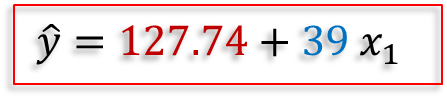 ŷ = 127.74 + 39 x₁